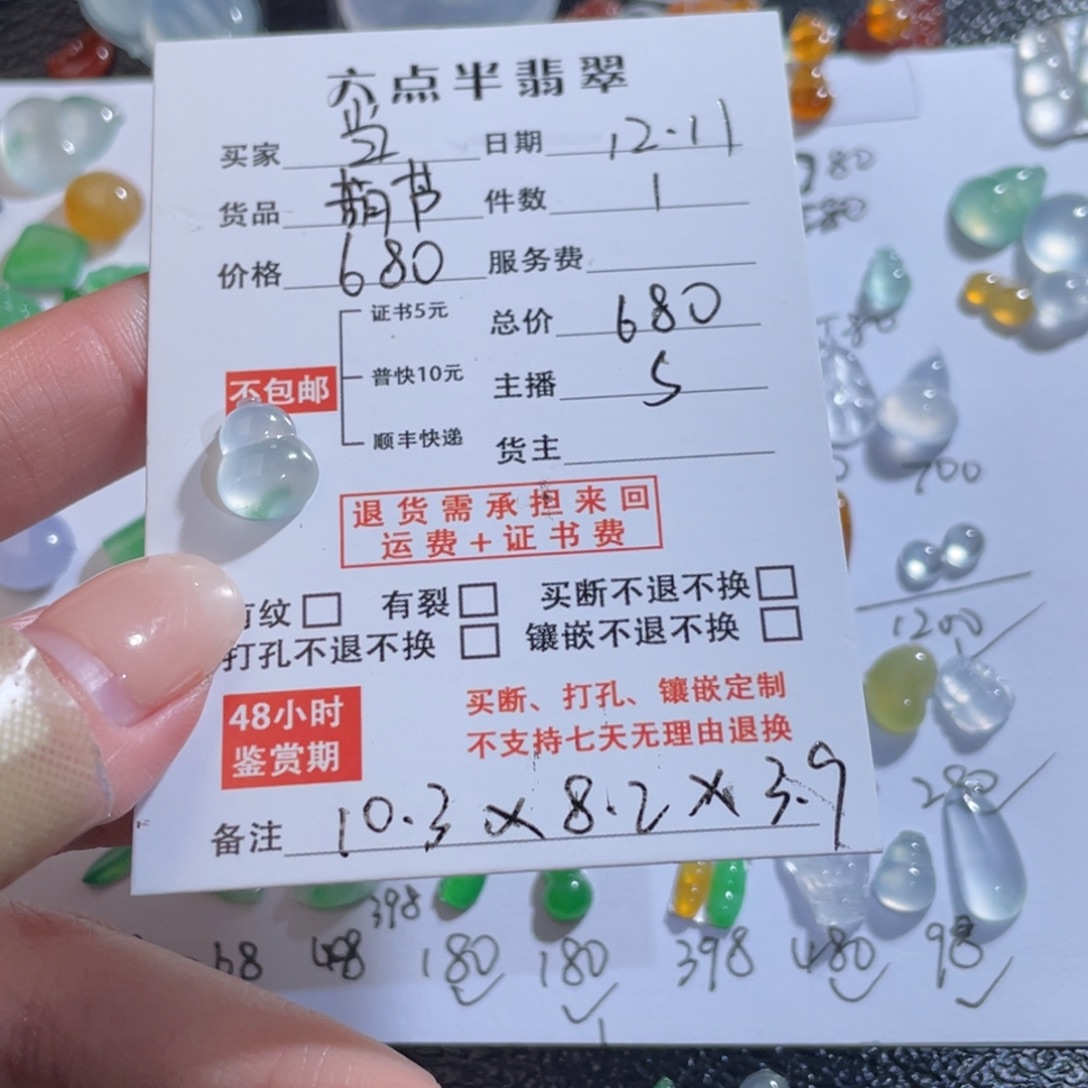 六点半翡翠
买家 当 日期 12.11
货品 葫芦 件数 1
价格 680 服务费
证书5元
总价 680
不包邮
普快10元
主播 S
顺丰快递
货主
退货需承担来回
运费+证书费
有纹 有裂 买断不退不换
打孔不退不换 镶嵌不退不换
48小时
鉴赏期
买断、打孔、镶嵌定制
不支持七天无理由退换
备注 10.3×8.2×3.9
700
1200
280
398
180
180
398
480
98